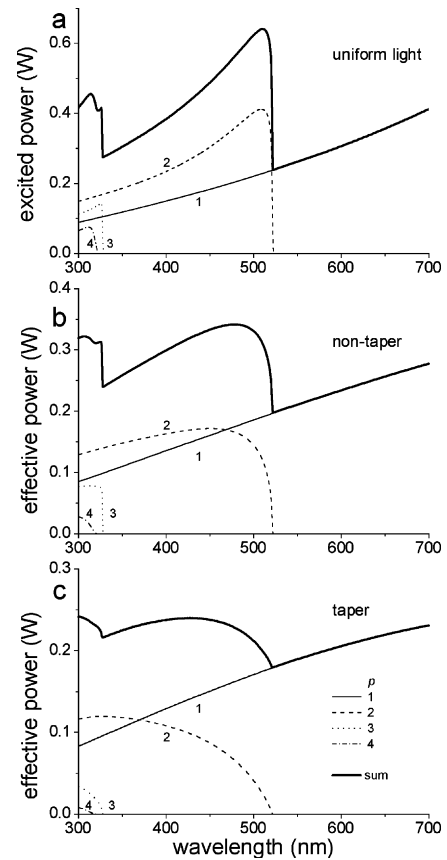 a
uniform light
excited power (W)
0.6
0.4
0.2
0.0
2
1
4 3
300 400 500 600 700
b
non-taper
effective power (W)
0.4
0.3
0.2
0.1
0.0
2
1
4 3
300 400 500 600 700
c
taper
effective power (W)
0.3
0.2
0.1
0.0
1
2
4 3
p
1
2
3
4
sum
300 400 500 600 700
wavelength (nm)